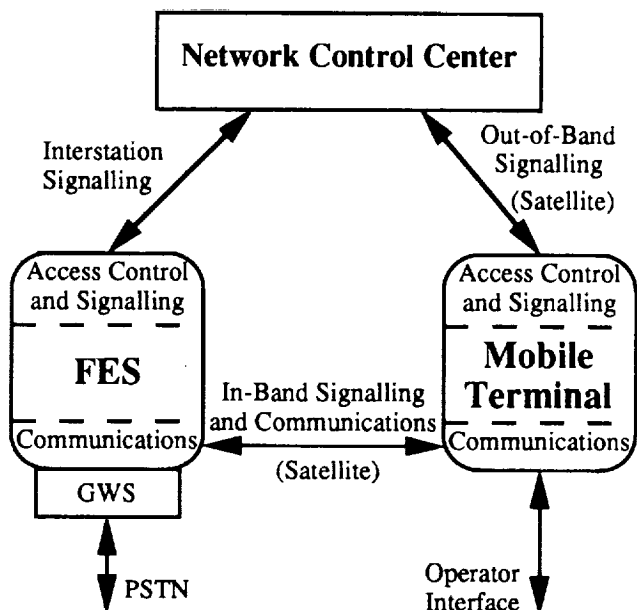 Network Control Center
Interstation
Signalling
Out-of-Band
Signalling
(Satellite)
Access Control
and Signalling
FES
Communications
GWS
PSTN
In-Band Signalling
and Communications
(Satellite)
Access Control
and Signalling
Mobile
Terminal
Communications
Operator
Interface